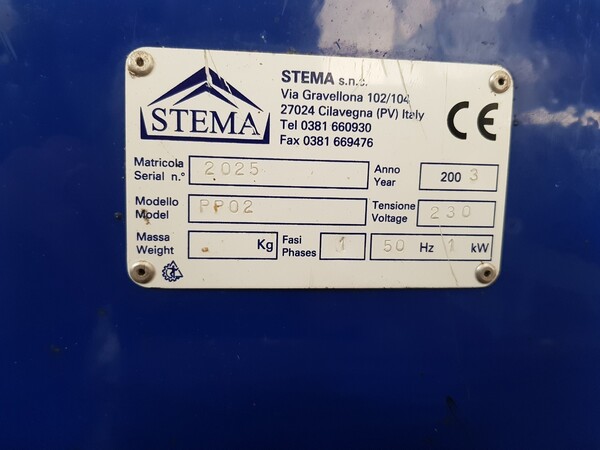 STEMA
STEMA s.n.c.
Via Gravellona 102/104
27024 Cilavegna (PV) Italy
Tel 0381 660930
Fax 0381 669476
CE
Matricola
Serial n.° 2025
Anno
Year 2003
Modello
Model PP02
Tensione
Voltage 230
Massa
Weight Kg
Fasi
Phases 1 50 Hz 1 kW